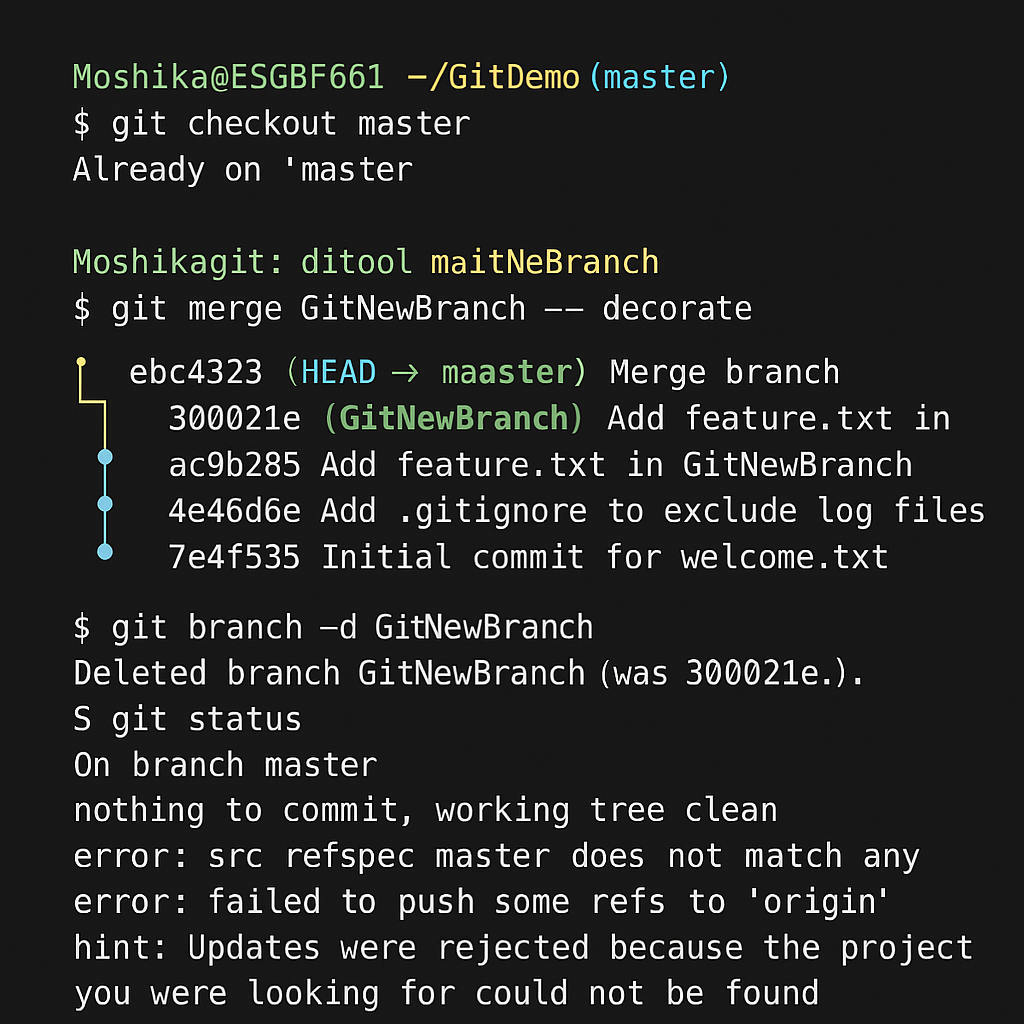 Moshika@ESGBF661 ~/GitDemo (master)
$ git checkout master
Already on 'master
Moshikagit: ditool maitNeBranch
$ git merge GitNewBranch —— decorate
ebc4323 (HEAD → maaster) Merge branch
300021e (GitNewBranch) Add feature.txt in
ac9b285 Add feature.txt in GitNewBranch
4e46d6e Add .gitignore to exclude log files
7e4f535 Initial commit for welcome.txt
$ git branch –d GitNewBranch
Deleted branch GitNewBranch (was 300021e.).
S git status
On branch master
nothing to commit, working tree clean
error: src refspec master does not match any
error: failed to push some refs to 'origin'
hint: Updates were rejected because the project
you were looking for could not be found